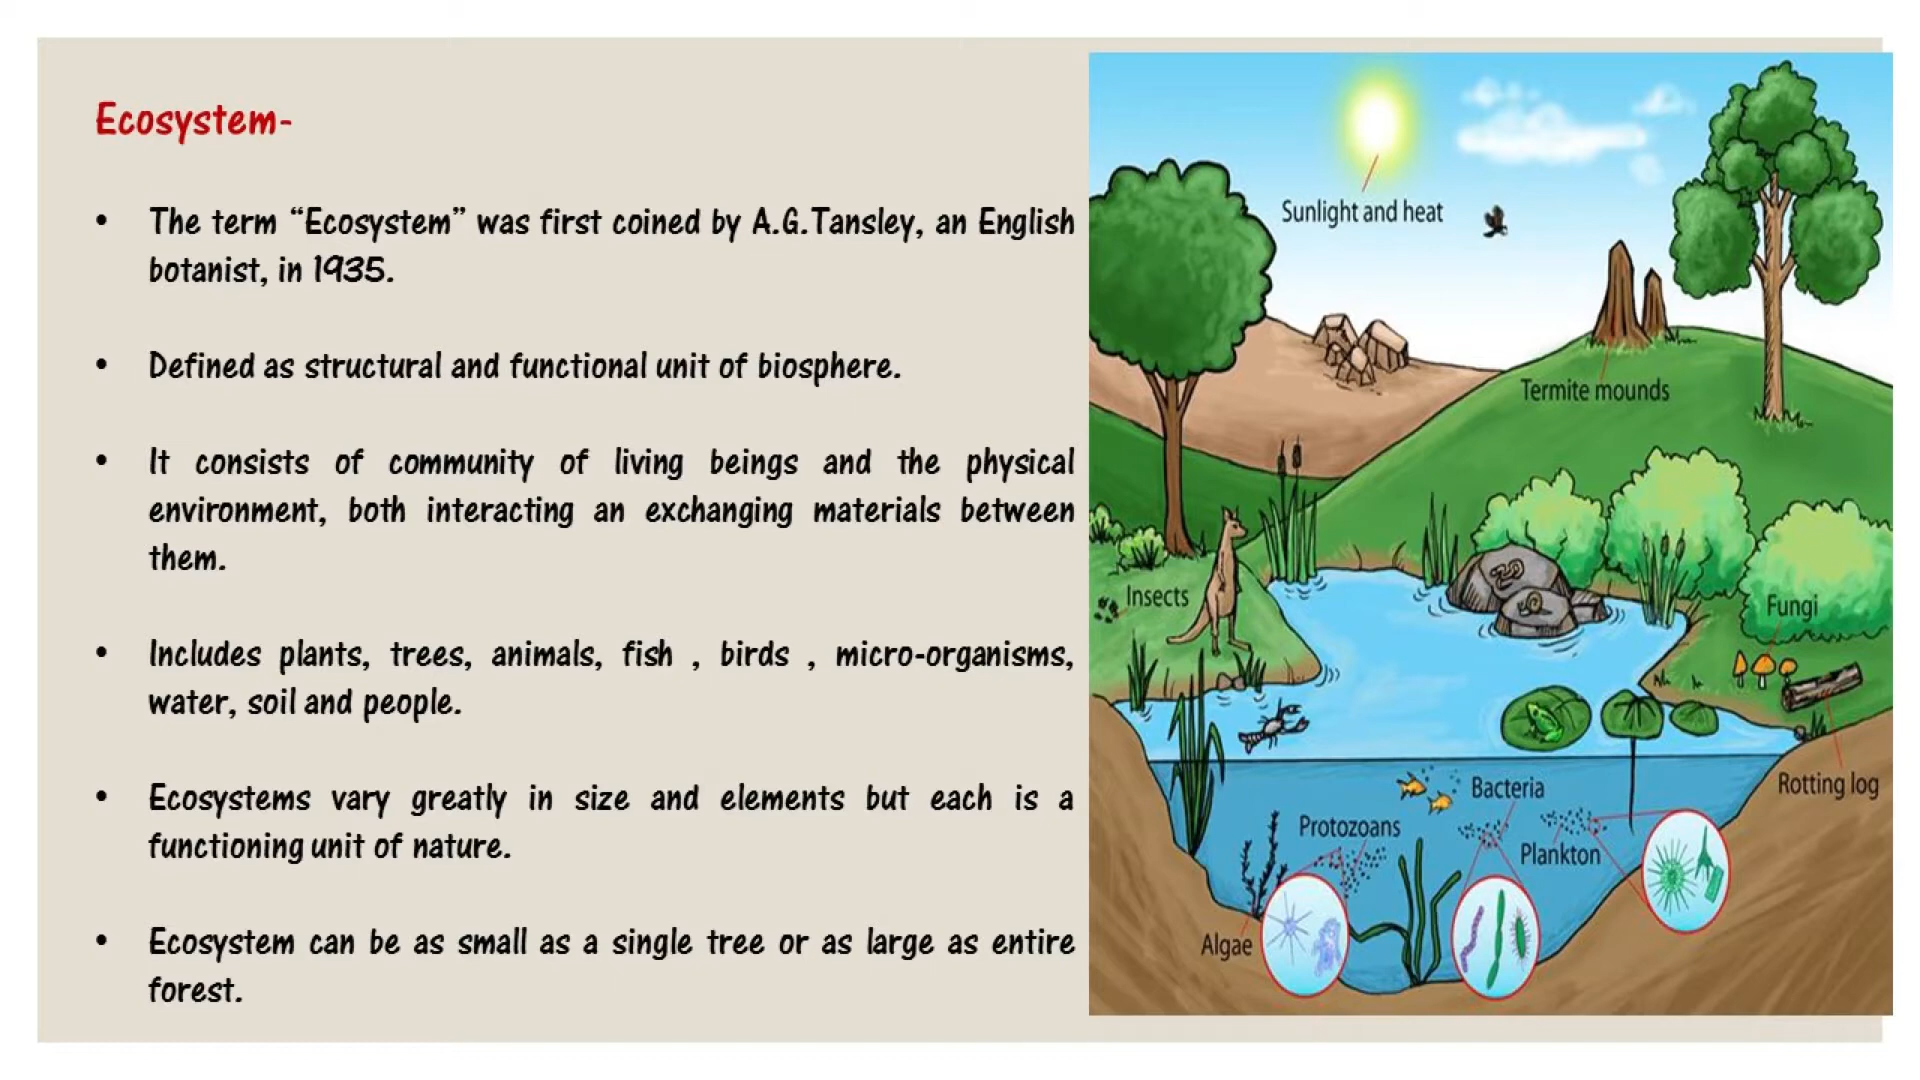 Ecosystem-
• The term “Ecosystem” was first coined by A.G.Tansley, an English
botanist, in 1935.
• Defined as structural and functional unit of biosphere.
• It consists of community of living beings and the physical
environment, both interacting an exchanging materials between
them.
• Includes plants, trees, animals, fish , birds , micro-organisms,
water, soil and people.
• Ecosystems vary greatly in size and elements but each is a
functioning unit of nature.
• Ecosystem can be as small as a single tree or as large as entire
forest.
Sunlight and heat
Termite mounds
Insects
Fungi
Rotting log
Bacteria
Protozoans
Plankton
Algae